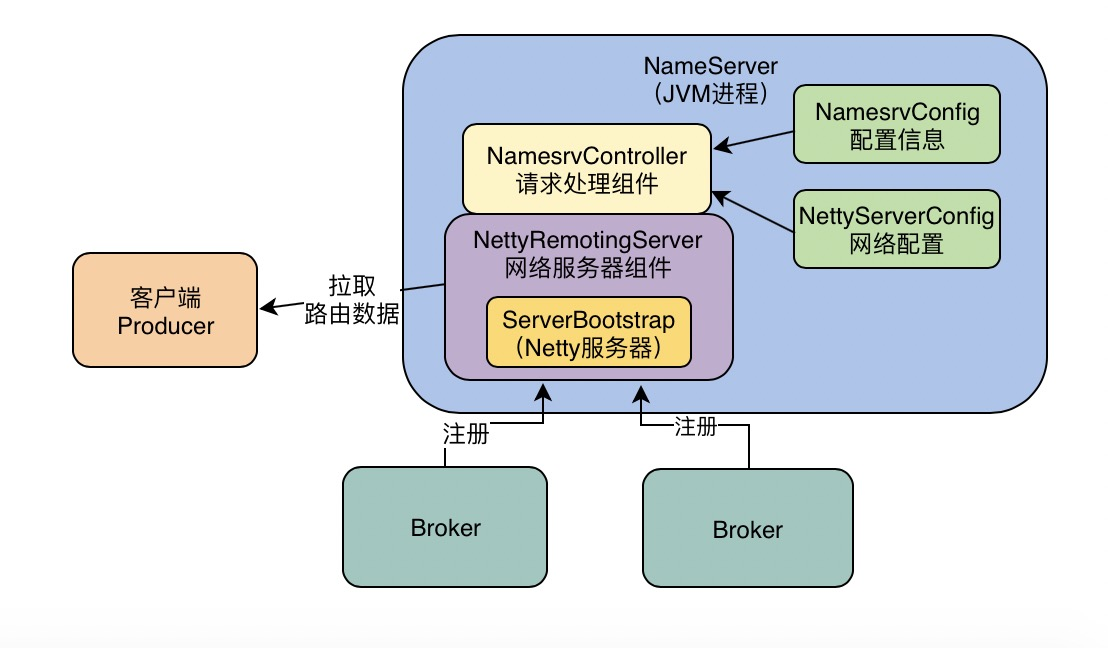 NameServer
（JVM进程）
NamesrvConfig
配置信息
NamesrvController
请求处理组件
NettyServerConfig
网络配置
NettyRemotingServer
网络服务器组件
拉取
路由数据
客户端
Producer
ServerBootstrap
（Netty服务器）
注册
注册
Broker
Broker